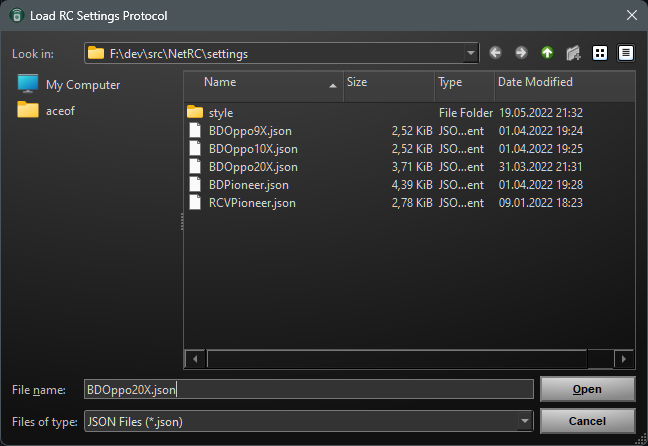 Load RC Settings Protocol
Look in: F:\dev\src\NetRC\settings
My Computer
aceof
Name Size Type Date Modified
style File Folder 19.05.2022 21:32
BDOppo9X.json 2,52 KiB JSO...ent 01.04.2022 19:24
BDOppo10X.json 2,52 KiB JSO...ent 01.04.2022 19:25
BDOppo20X.json 3,71 KiB JSO...ent 31.03.2022 21:31
BDPioneer.json 4,39 KiB JSO...ent 01.04.2022 19:28
RCVPioneer.json 2,78 KiB JSO...ent 09.01.2022 18:23
File name: BDOppo20X.json Open
Files of type: JSON Files (*.json) Cancel